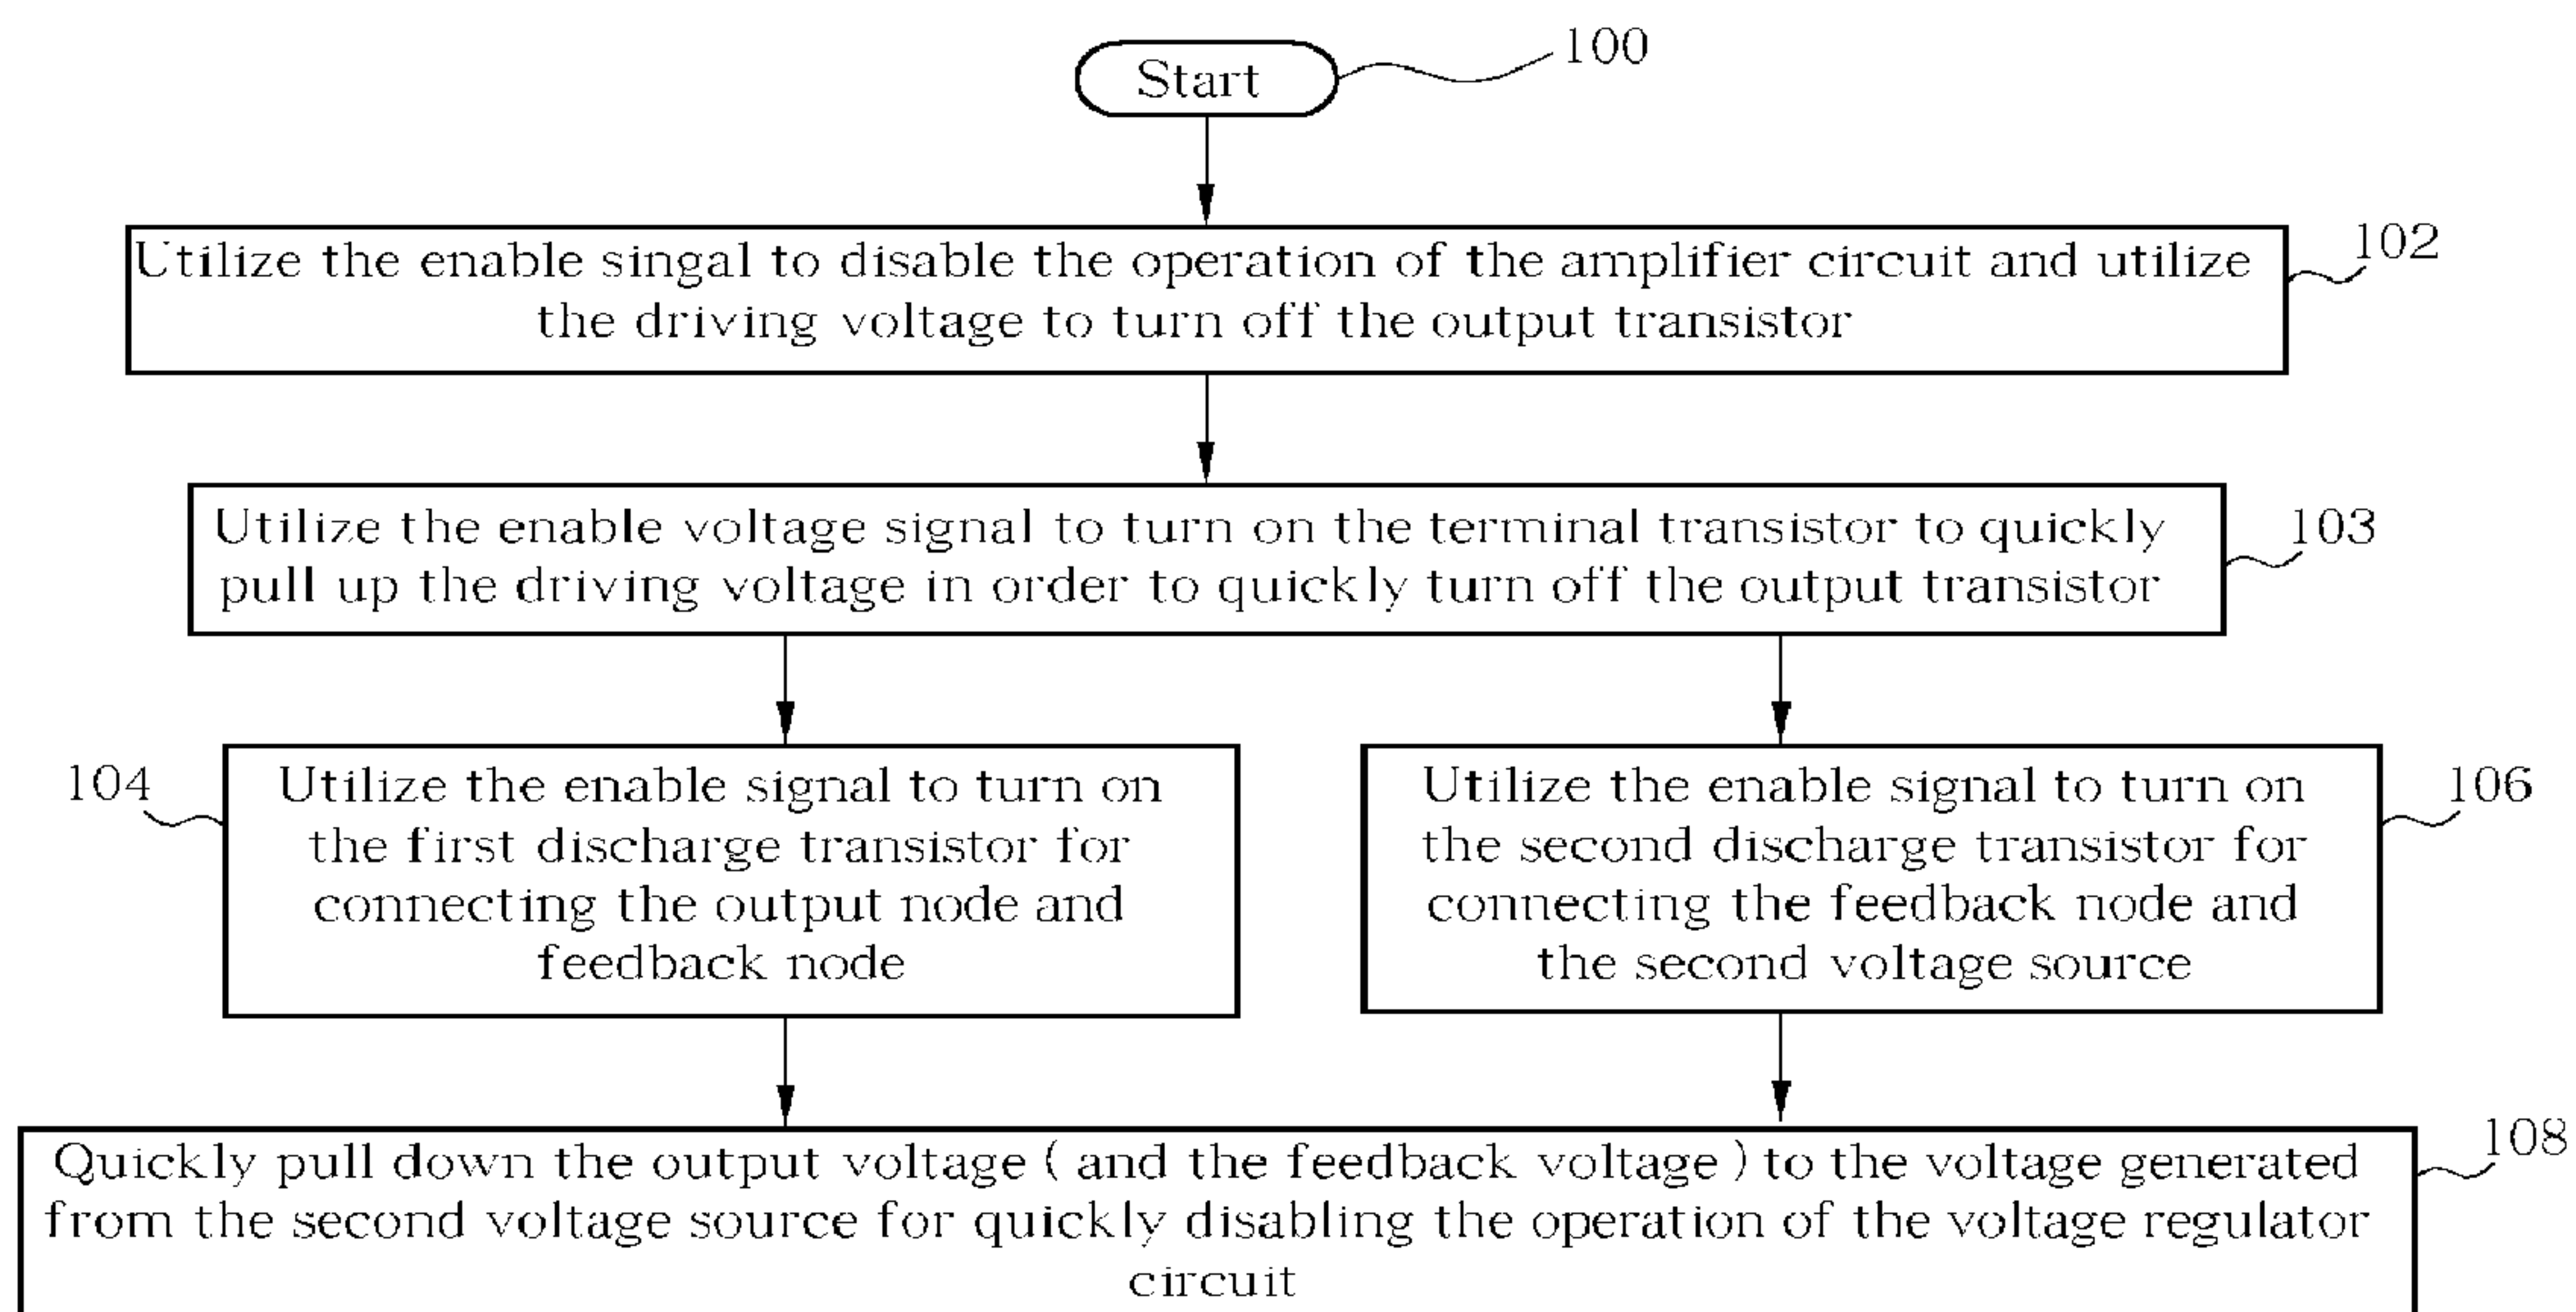 Start
100
Utilize the enable singal to disable the operation of the amplifier circuit and utilize
the driving voltage to turn off the output transistor
102
Utilize the enable voltage signal to turn on the terminal transistor to quickly
pull up the driving voltage in order to quickly turn off the output transistor
103
104
Utilize the enable signal to turn on
the first discharge transistor for
connecting the output node and
feedback node
Utilize the enable signal to turn on
the second discharge transistor for
connecting the feedback node and
the second voltage source
106
Quickly pull down the output voltage ( and the feedback voltage ) to the voltage generated
from the second voltage source for quickly disabling the operation of the voltage regulator
circuit
108